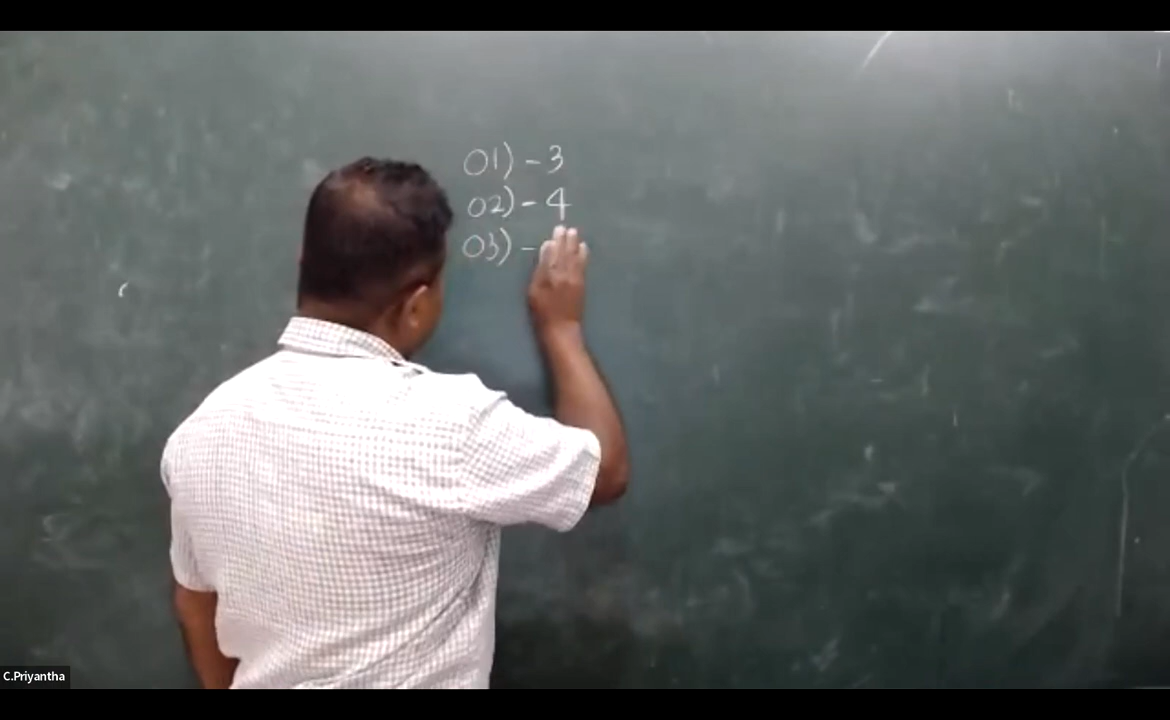 01) - 3
02) - 4
03) -
C.Priyantha